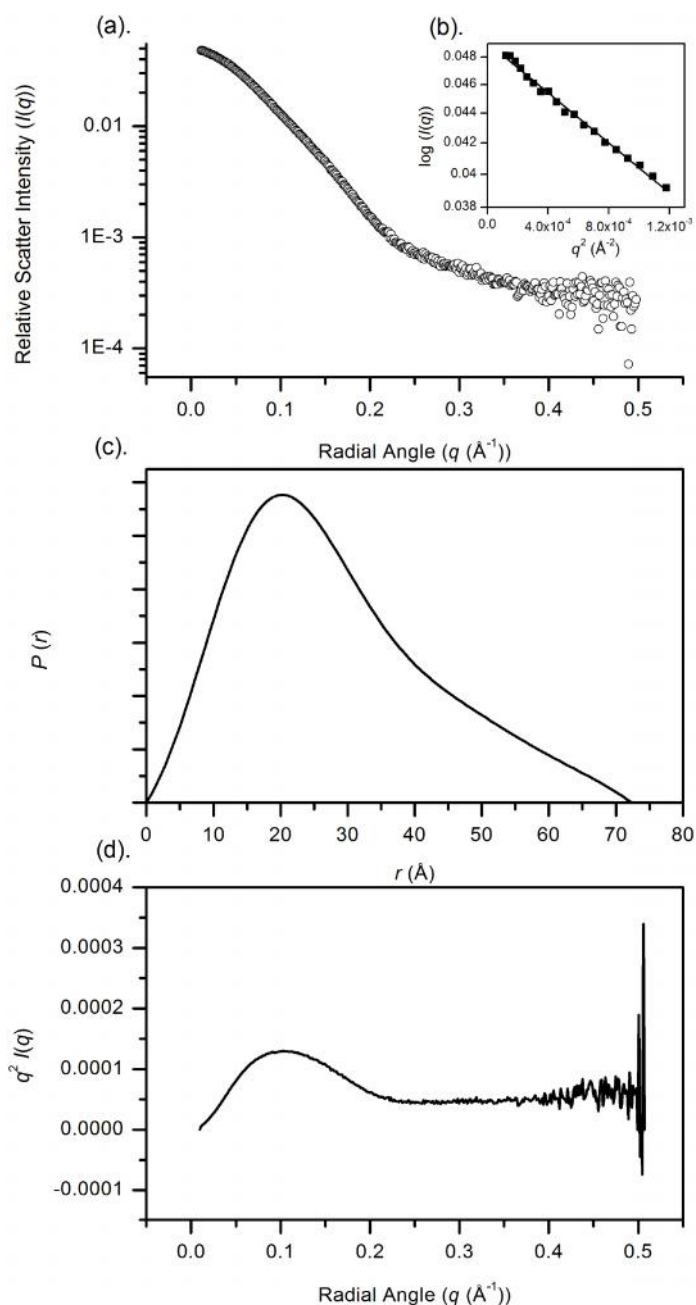 (a).
Relative Scatter Intensity (I(q))
0.01
1E-3
1E-4
0.0 0.1 0.2 0.3 0.4 0.5
Radial Angle (q (Å⁻¹))
(b).
log (I(q))
0.048
0.046
0.044
0.042
0.04
0.038
0.0 4.0x10⁻⁴ 8.0x10⁻⁴ 1.2x10⁻³
q² (Å⁻²)
(c).
P (r)
0 10 20 30 40 50 60 70 80
r (Å)
(d).
q² I(q)
0.0004
0.0003
0.0002
0.0001
0.0000
-0.0001
0.0 0.1 0.2 0.3 0.4 0.5
Radial Angle (q (Å⁻¹))